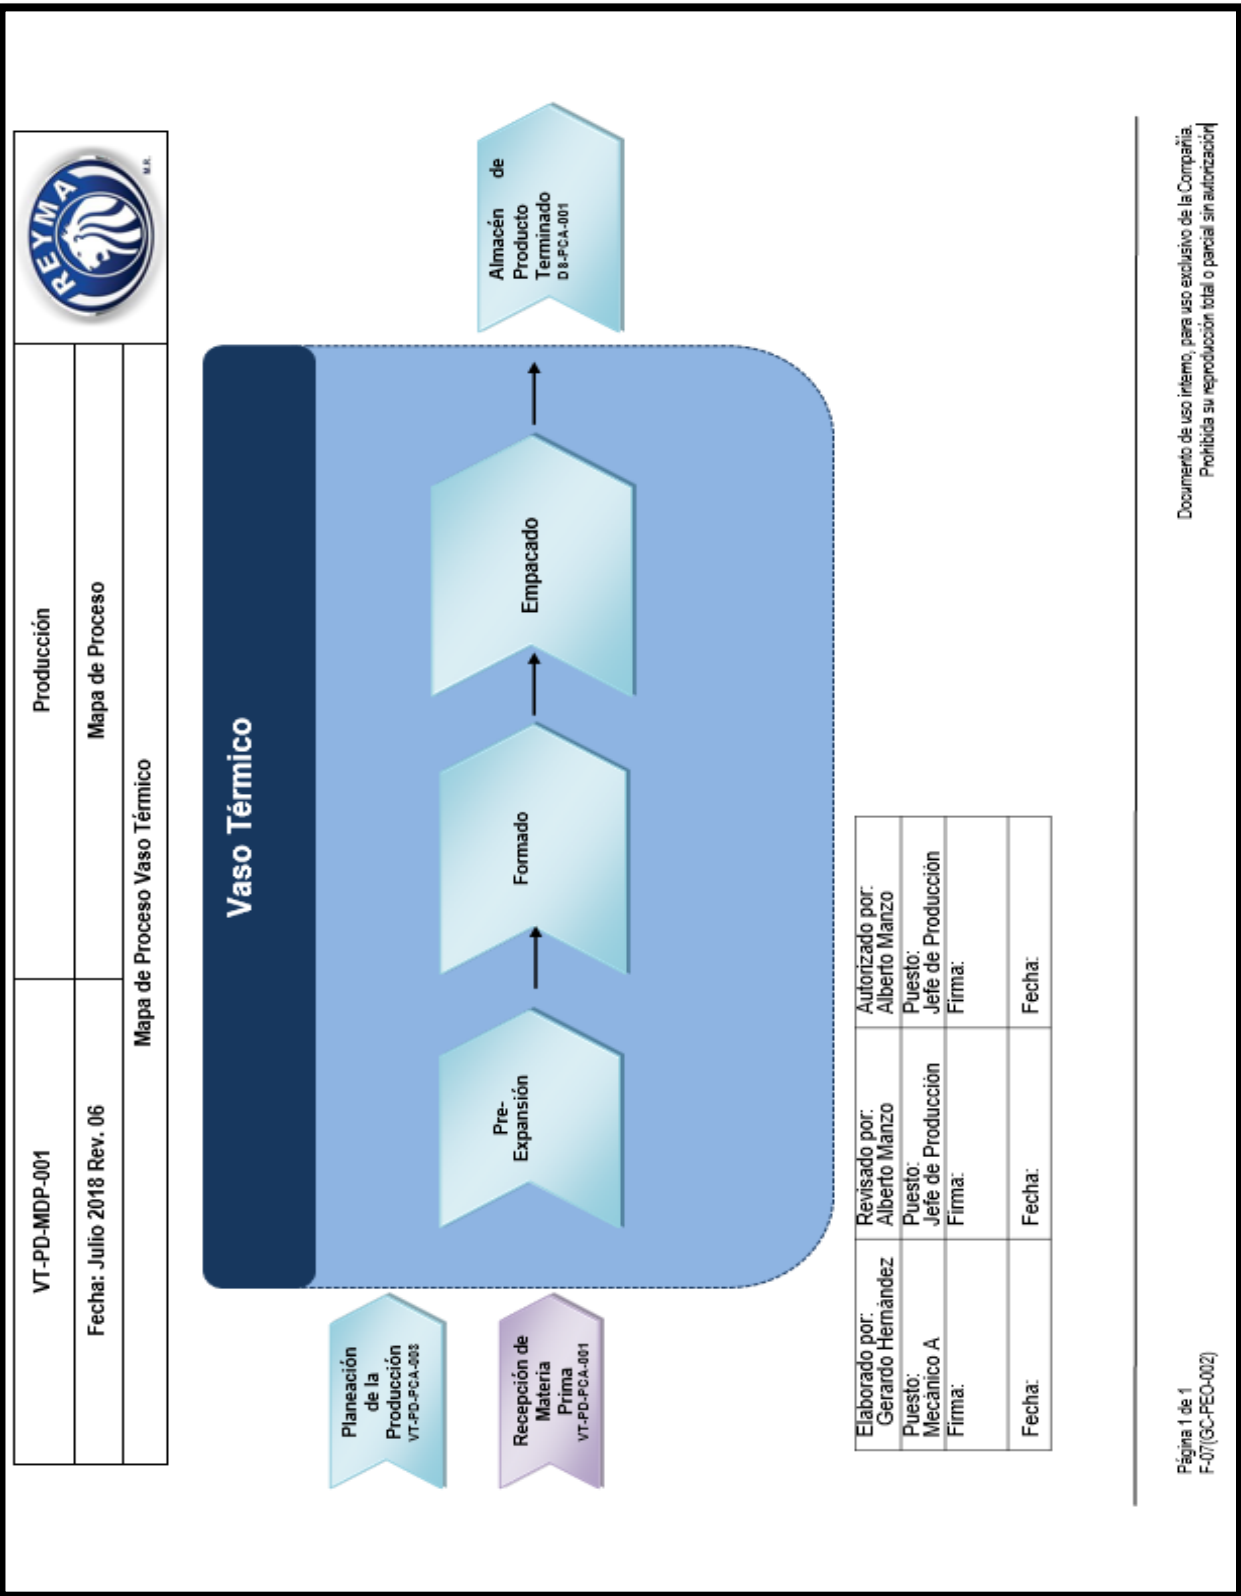 VT-PD-MDP-001
Producción
Fecha: Julio 2018 Rev. 06
Mapa de Proceso
Mapa de Proceso Vaso Térmico
REYMA
M.R.
Vaso Térmico
Planeación
de la
Producción
VT-PD-PCA-003
Recepción de
Materia
Prima
VT-PD-PCA-001
Pre-
Expansión
Formado
Empacado
Almacén de
Producto
Terminado
D8-PCA-001
Elaborado por:
Gerardo Hernández
Revisado por:
Alberto Manzo
Autorizado por:
Alberto Manzo
Puesto:
Mecánico A
Puesto:
Jefe de Producción
Puesto:
Jefe de Producción
Firma:
Firma:
Firma:
Fecha:
Fecha:
Fecha:
Página 1 de 1
F-07(GC-PEO-002)
Documento de uso interno, para uso exclusivo de la Compañía.
Prohibida su reproducción total o parcial sin autorización